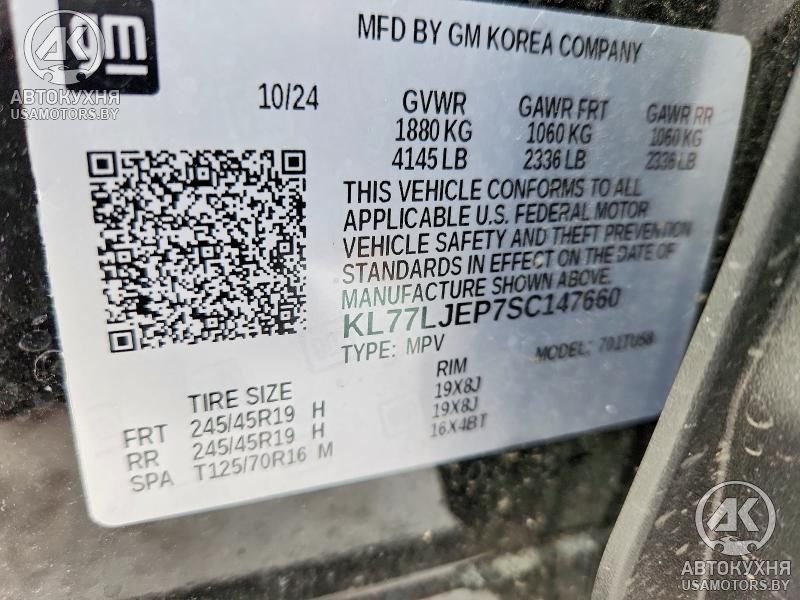 gm
MFD BY GM KOREA COMPANY
10/24 GVWR GAWR FRT GAWR RR
1880 KG 1060 KG 1060 KG
4145 LB 2336 LB 2336 LB
THIS VEHICLE CONFORMS TO ALL
APPLICABLE U.S. FEDERAL MOTOR
VEHICLE SAFETY AND THEFT PREVENTION
STANDARDS IN EFFECT ON THE DATE OF
MANUFACTURE SHOWN ABOVE.
KL77LJEP7SC147660
TYPE: MPV MODEL: 701TU58
TIRE SIZE RIM
FRT 245/45R19 H 19X8J
RR 245/45R19 H 19X8J
SPA T125/70R16 M 16X4BT
АК
АВТОКУХНЯ
USAMOTORS.BY
АК
АВТОКУХНЯ
USAMOTORS.BY